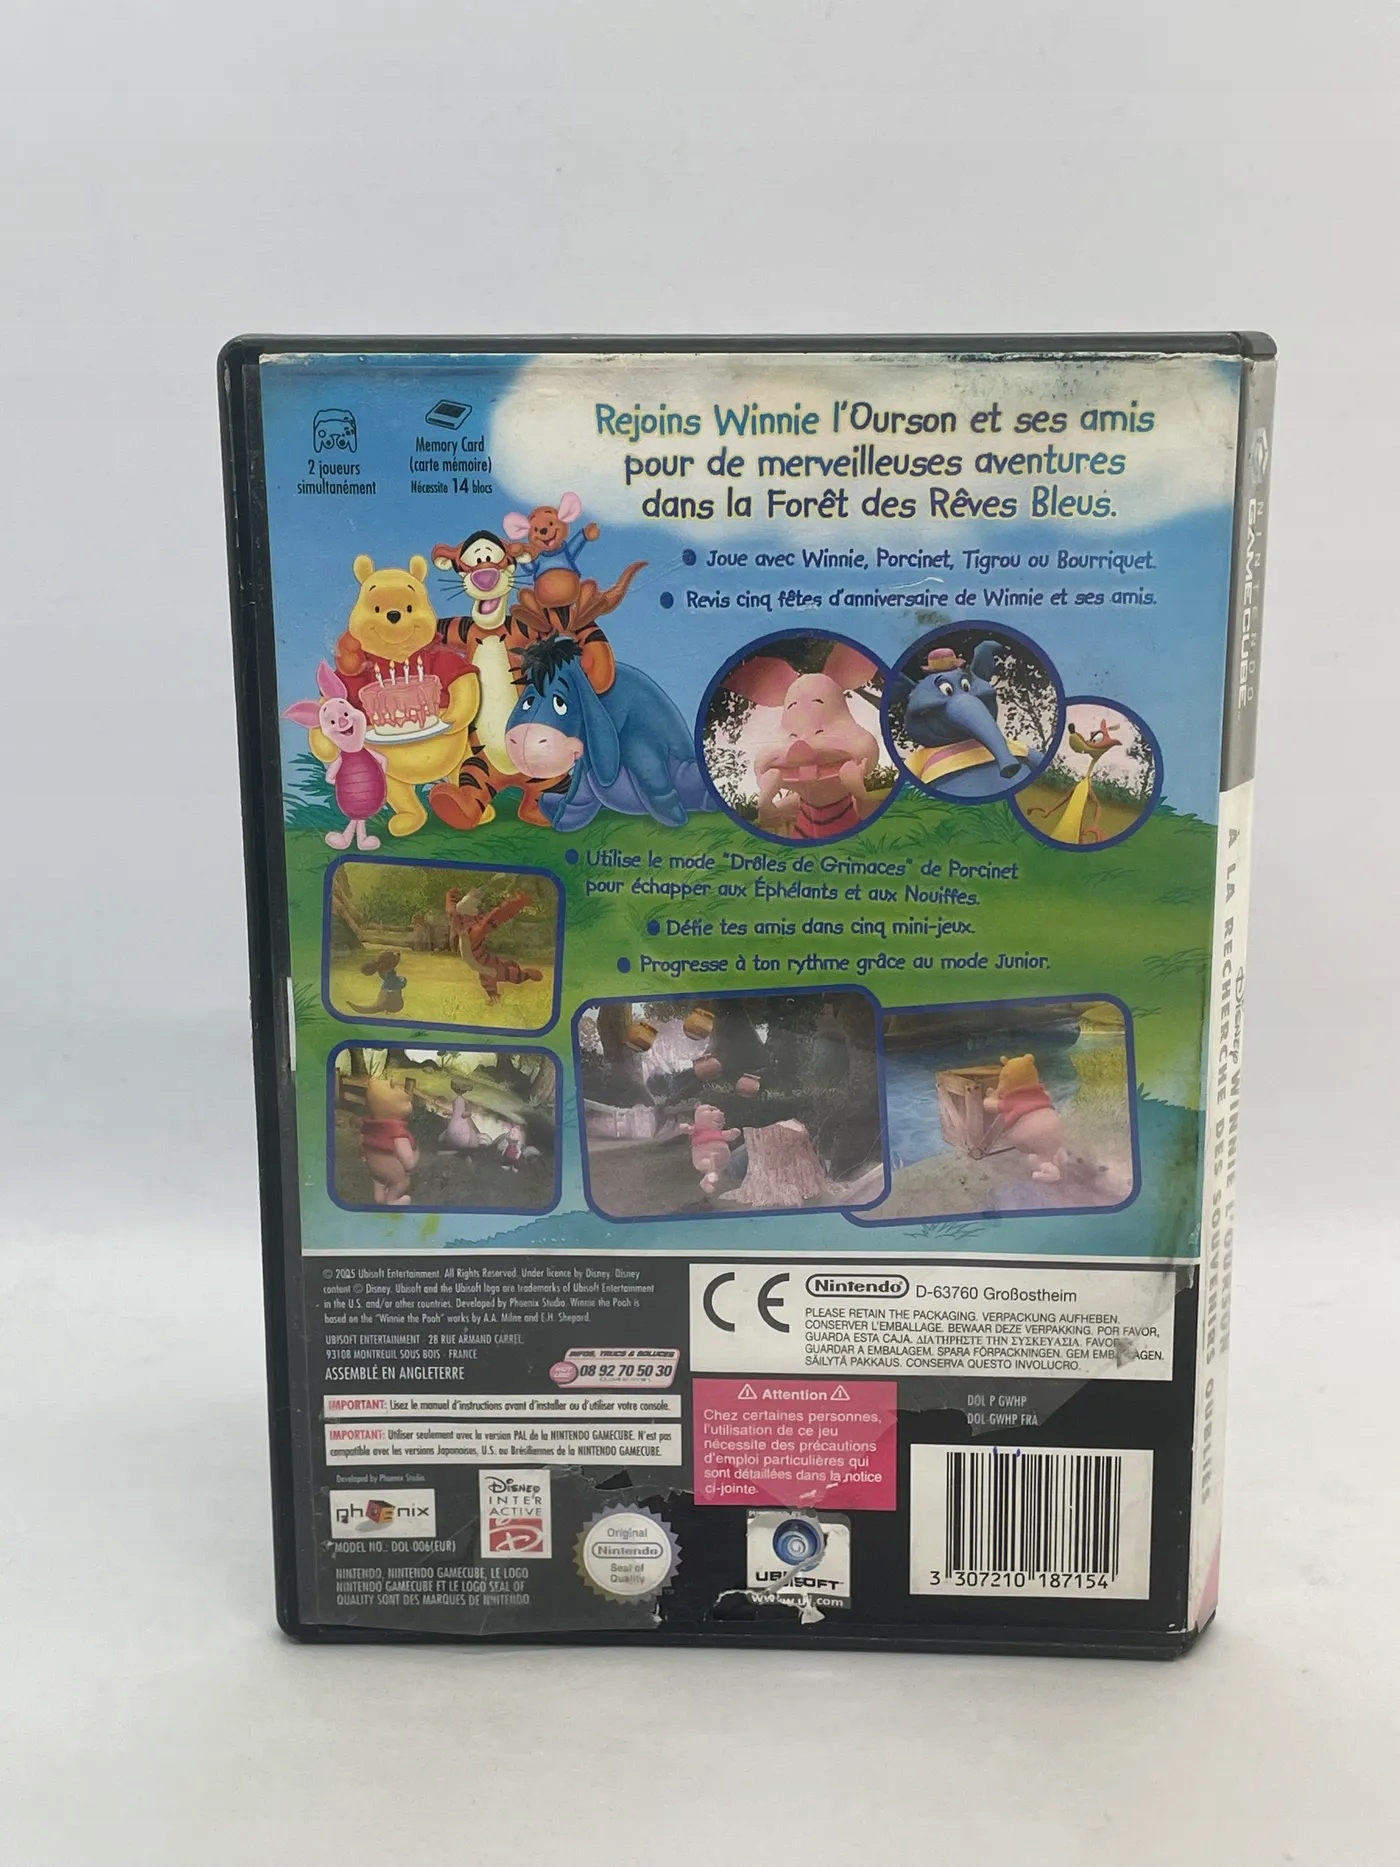 2 joueurs
simultanément
Memory Card
(carte mémoire)
Nécessite 14 blocs
Rejoins Winnie l'Ourson et ses amis
pour de merveilleuses aventures
dans la Forêt des Rêves Bleus.
Joue avec Winnie, Porcinet, Tigrou ou Bourriquet.
Revis cinq fêtes d'anniversaire de Winnie et ses amis.
Utilise le mode "Drôles de Grimaces" de Porcinet
pour échapper aux Éphélants et aux Nouiffes.
Défie tes amis dans cinq mini-jeux.
Progresse à ton rythme grâce au mode Junior.
© 2005 Ubisoft Entertainment. All Rights Reserved. Under licence by Disney. Disney
content © Disney. Ubisoft and the Ubisoft logo are trademarks of Ubisoft Entertainment
in the U.S. and/or other countries. Developed by Phoenix Studio. Winnie the Pooh is
based on the "Winnie the Pooh" works by A.A. Milne and E.H. Shepard.
UBISOFT ENTERTAINMENT · 28 RUE ARMAND CARREL
93108 MONTREUIL SOUS BOIS · FRANCE
ASSEMBLÉ EN ANGLETERRE
INFOS, TRUCS & SOLUCES
08 92 70 50 30
IMPORTANT: Lisez le manuel d'instructions avant d'installer ou d'utiliser votre console.
IMPORTANT: Utiliser seulement avec la version PAL de la NINTENDO GAMECUBE. N'est pas
compatible avec les versions Japonaises, U.S. ou Brésiliennes de la NINTENDO GAMECUBE.
Developed by Phoenix Studio.
phoenix
DISNEY
INTER
ACTIVE
MODEL NO.: DOL-006(EUR)
NINTENDO, NINTENDO GAMECUBE, LE LOGO
NINTENDO GAMECUBE ET LE LOGO SEAL OF
QUALITY SONT DES MARQUES DE NINTENDO
Original
Nintendo
Seal of
Quality
CE
Nintendo D-63760 Großostheim
PLEASE RETAIN THE PACKAGING. VERPACKUNG AUFHEBEN.
CONSERVER L'EMBALLAGE. BEWAAR DEZE VERPAKKING. POR FAVOR,
GUARDA ESTA CAJA. ΔΙΑΤΗΡΗΣΤΕ ΤΗΝ ΣΥΣΚΕΥΑΣΙΑ. FAVOR
GUARDAR A EMBALAGEM. SPARA FÖRPACKNINGEN. GEM EMBALLAGEN.
SÄILYTÄ PAKKAUS. CONSERVA QUESTO INVOLUCRO.
Attention
Chez certaines personnes,
l'utilisation de ce jeu
nécessite des précautions
d'emploi particulières qui
sont détaillées dans la notice
ci-jointe.
DOL P GWHP
DOL GWHP FRA
UBISOFT
3 307210 187154
NINTENDO
GAMECUBE
DISNEY WINNIE L'OURSON
À LA RECHERCHE DES SOUVENIRS OUBLIÉS